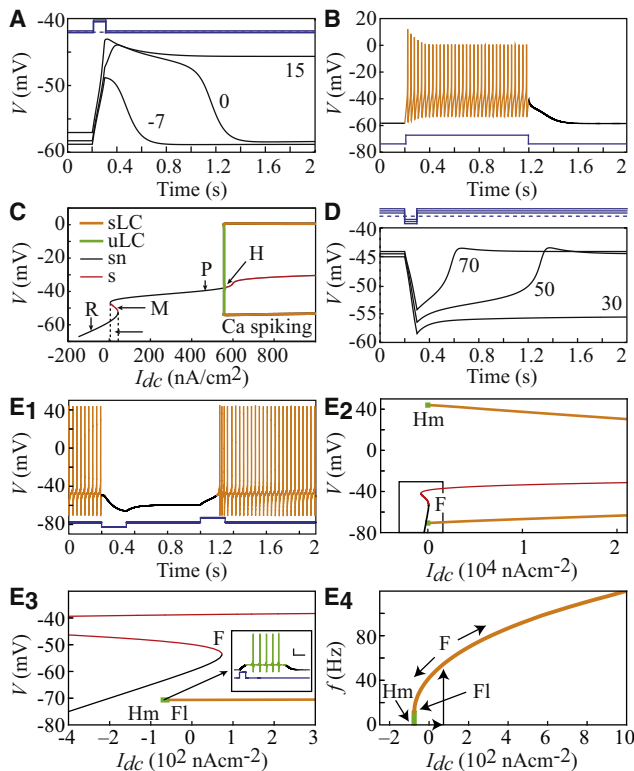 A
-40
-50
-60
V (mV)
15
0
-7
0 0.4 0.8 1.2 1.6 2
Time (s)
B
20
0
-20
-40
-60
-80
V (mV)
0 0.4 0.8 1.2 1.6 2
Time (s)
C
0
-20
-40
-60
V (mV)
sLC
uLC
sn
s
P
H
R
M
Ca spiking
0 200 400 600 800
Idc (nA/cm2)
D
-40
-45
-50
-55
-60
V (mV)
70
50
30
0 0.4 0.8 1.2 1.6 2
Time (s)
E1
40
0
-40
-80
V (mV)
0 0.4 0.8 1.2 1.6 2
Time (s)
E2
80
40
0
-40
-80
V (mV)
Hm
F
0 1 2
Idc (104 nAcm-2)
E3
-40
-50
-60
-70
-80
V (mV)
F
Hm Fl
-4 -3 -2 -1 0 1 2 3
Idc (102 nAcm-2)
E4
80
40
0
f (Hz)
F
Hm
Fl
-2 0 2 4 6 8 10
Idc (102 nAcm-2)